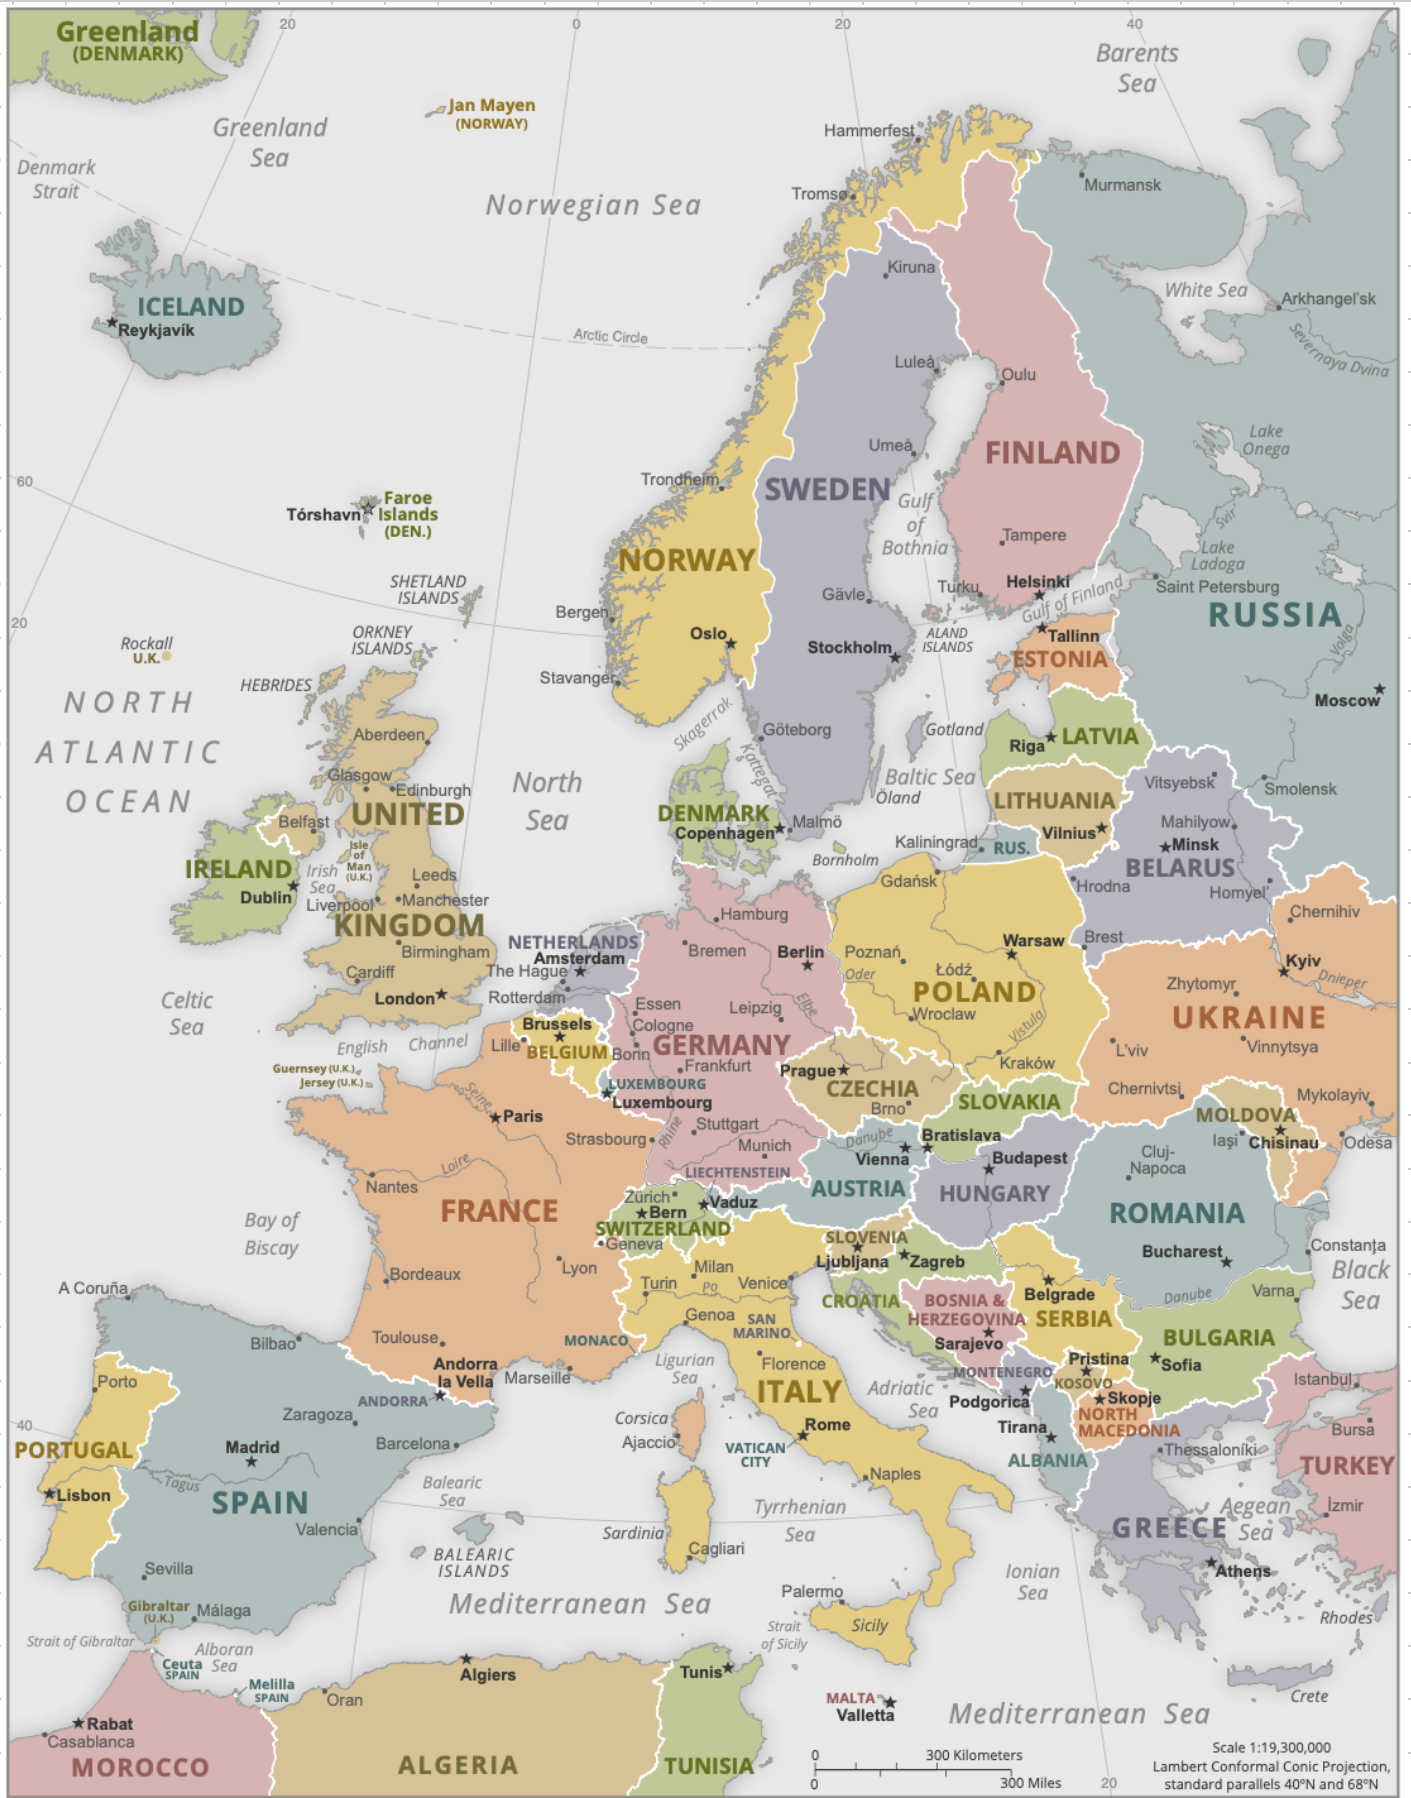 20
0
20
40
Greenland
(DENMARK)
Barents
Sea
Jan Mayen
(NORWAY)
Greenland
Sea
Hammerfest
Denmark
Strait
Murmansk
Tromsø
Norwegian Sea
Kiruna
White Sea
Arkhangel'sk
ICELAND
Reykjavík
Arctic Circle
Severnaya Dvina
Luleå
Oulu
Lake
Onega
Umeå
FINLAND
60
Trondheim
SWEDEN
Faroe
Islands
(DEN.)
Tórshavn
Gulf
of
Bothnia
Svir'
Tampere
Lake
Ladoga
NORWAY
SHETLAND
ISLANDS
Helsinki
Turku
Gulf of Finland
Saint Petersburg
Gävle
RUSSIA
Bergen
20
Rockall
U.K.
ORKNEY
ISLANDS
Oslo
Stockholm
ALAND
ISLANDS
Tallinn
ESTONIA
Volga
HEBRIDES
Stavanger
Moscow
NORTH
ATLANTIC
OCEAN
Skagerrak
Göteborg
Gotland
Riga
LATVIA
Aberdeen
Kattegat
Glasgow
Edinburgh
North
Sea
Baltic Sea
Öland
Vitsyebsk
Smolensk
UNITED
KINGDOM
DENMARK
Copenhagen
Malmö
LITHUANIA
Vilnius
Belfast
Mahilyow
Isle
of
Man
(U.K.)
Kaliningrad
RUS.
Minsk
BELARUS
IRELAND
Dublin
Irish
Sea
Bornholm
Leeds
Liverpool
Manchester
Gdańsk
Hrodna
Homyel'
Hamburg
Chernihiv
NETHERLANDS
Amsterdam
Bremen
Berlin
Warsaw
Brest
Birmingham
Poznań
Kyiv
Cardiff
The Hague
Oder
Łódź
Dnieper
London
Rotterdam
Zhytomyr
Celtic
Sea
Essen
Leipzig
Elbe
POLAND
Wroclaw
Vistula
UKRAINE
Brussels
Cologne
English Channel
Lille
BELGIUM
Bonn
GERMANY
L'viv
Vinnytsya
Guernsey (U.K.)
Jersey (U.K.)
Frankfurt
Prague
Kraków
LUXEMBOURG
Luxembourg
CZECHIA
Brno
SLOVAKIA
Chernivtsi
Mykolayiv
Seine
Paris
Stuttgart
MOLDOVA
Strasbourg
Rhine
Munich
Danube
Vienna
Bratislava
Iaşi
Chisinau
Odesa
Loire
LIECHTENSTEIN
Budapest
Cluj-
Napoca
Nantes
Zürich
Bern
Vaduz
AUSTRIA
HUNGARY
FRANCE
SWITZERLAND
ROMANIA
Bay of
Biscay
Geneva
SLOVENIA
Ljubljana
Zagreb
Constanţa
Bucharest
Black
Sea
Lyon
Milan
Bordeaux
Turin
Po
Venice
Belgrade
Danube
Varna
A Coruña
CROATIA
BOSNIA &
HERZEGOVINA
Sarajevo
SERBIA
Genoa
SAN
MARINO
Bilbao
Toulouse
MONACO
BULGARIA
Andorra
la Vella
Marseille
Ligurian
Sea
Florence
Pristina
Sofia
MONTENEGRO
KOSOVO
Istanbul
Porto
ANDORRA
ITALY
Adriatic
Sea
Podgorica
Skopje
Zaragoza
Corsica
Ajaccio
Rome
Tirana
NORTH
MACEDONIA
Bursa
40
PORTUGAL
Madrid
Barcelona
VATICAN
CITY
ALBANIA
Thessaloníki
TURKEY
Lisbon
Tagus
Balearic
Sea
Naples
SPAIN
Valencia
Sardinia
Tyrrhenian
Sea
GREECE
Aegean
Sea
İzmir
BALEARIC
ISLANDS
Cagliari
Ionian
Sea
Athens
Sevilla
Gibraltar
(U.K.)
Málaga
Mediterranean Sea
Palermo
Sicily
Rhodes
Strait of Gibraltar
Alboran
Sea
Strait
of Sicily
Ceuta
SPAIN
Melilla
SPAIN
Algiers
Tunis
Crete
Oran
MALTA
Valletta
Mediterranean Sea
Rabat
Casablanca
MOROCCO
ALGERIA
TUNISIA
0 300 Kilometers
0 300 Miles
20
Scale 1:19,300,000
Lambert Conformal Conic Projection,
standard parallels 40°N and 68°N